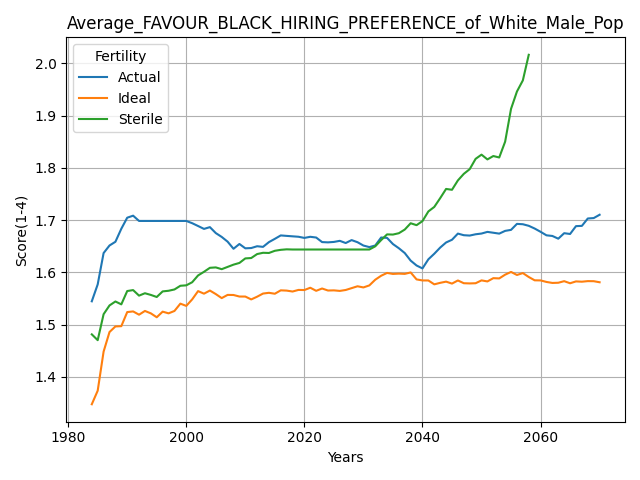 Average_FAVOUR_BLACK_HIRING_PREFERENCE_of_White_Male_Pop
Fertility
Actual
Ideal
Sterile
Score(1-4)
2.0
1.9
1.8
1.7
1.6
1.5
1.4
1980
2000
2020
2040
2060
Years